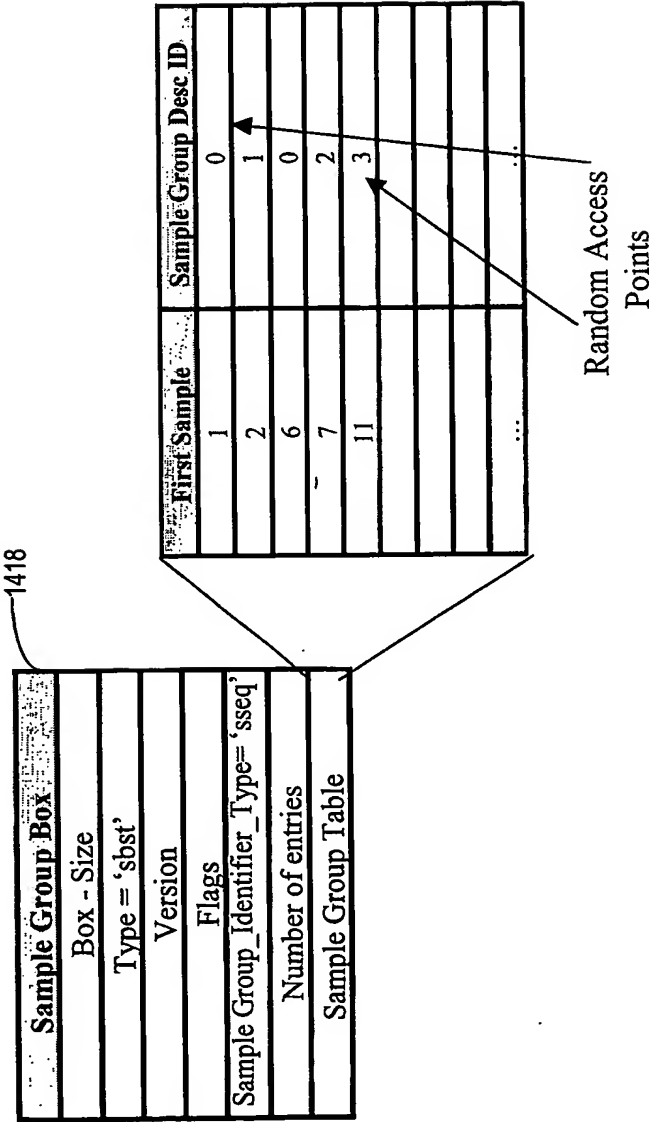 1418
Sample Group Box
Box - Size
Type = ‘sbst’
Version
Flags
Sample Group_Identifier_Type= ‘sseq’
Number of entries
Sample Group Table
First Sample Sample Group Desc ID
1 0
2 1
6 0
7 2
11 3
... ...
Random Access
Points